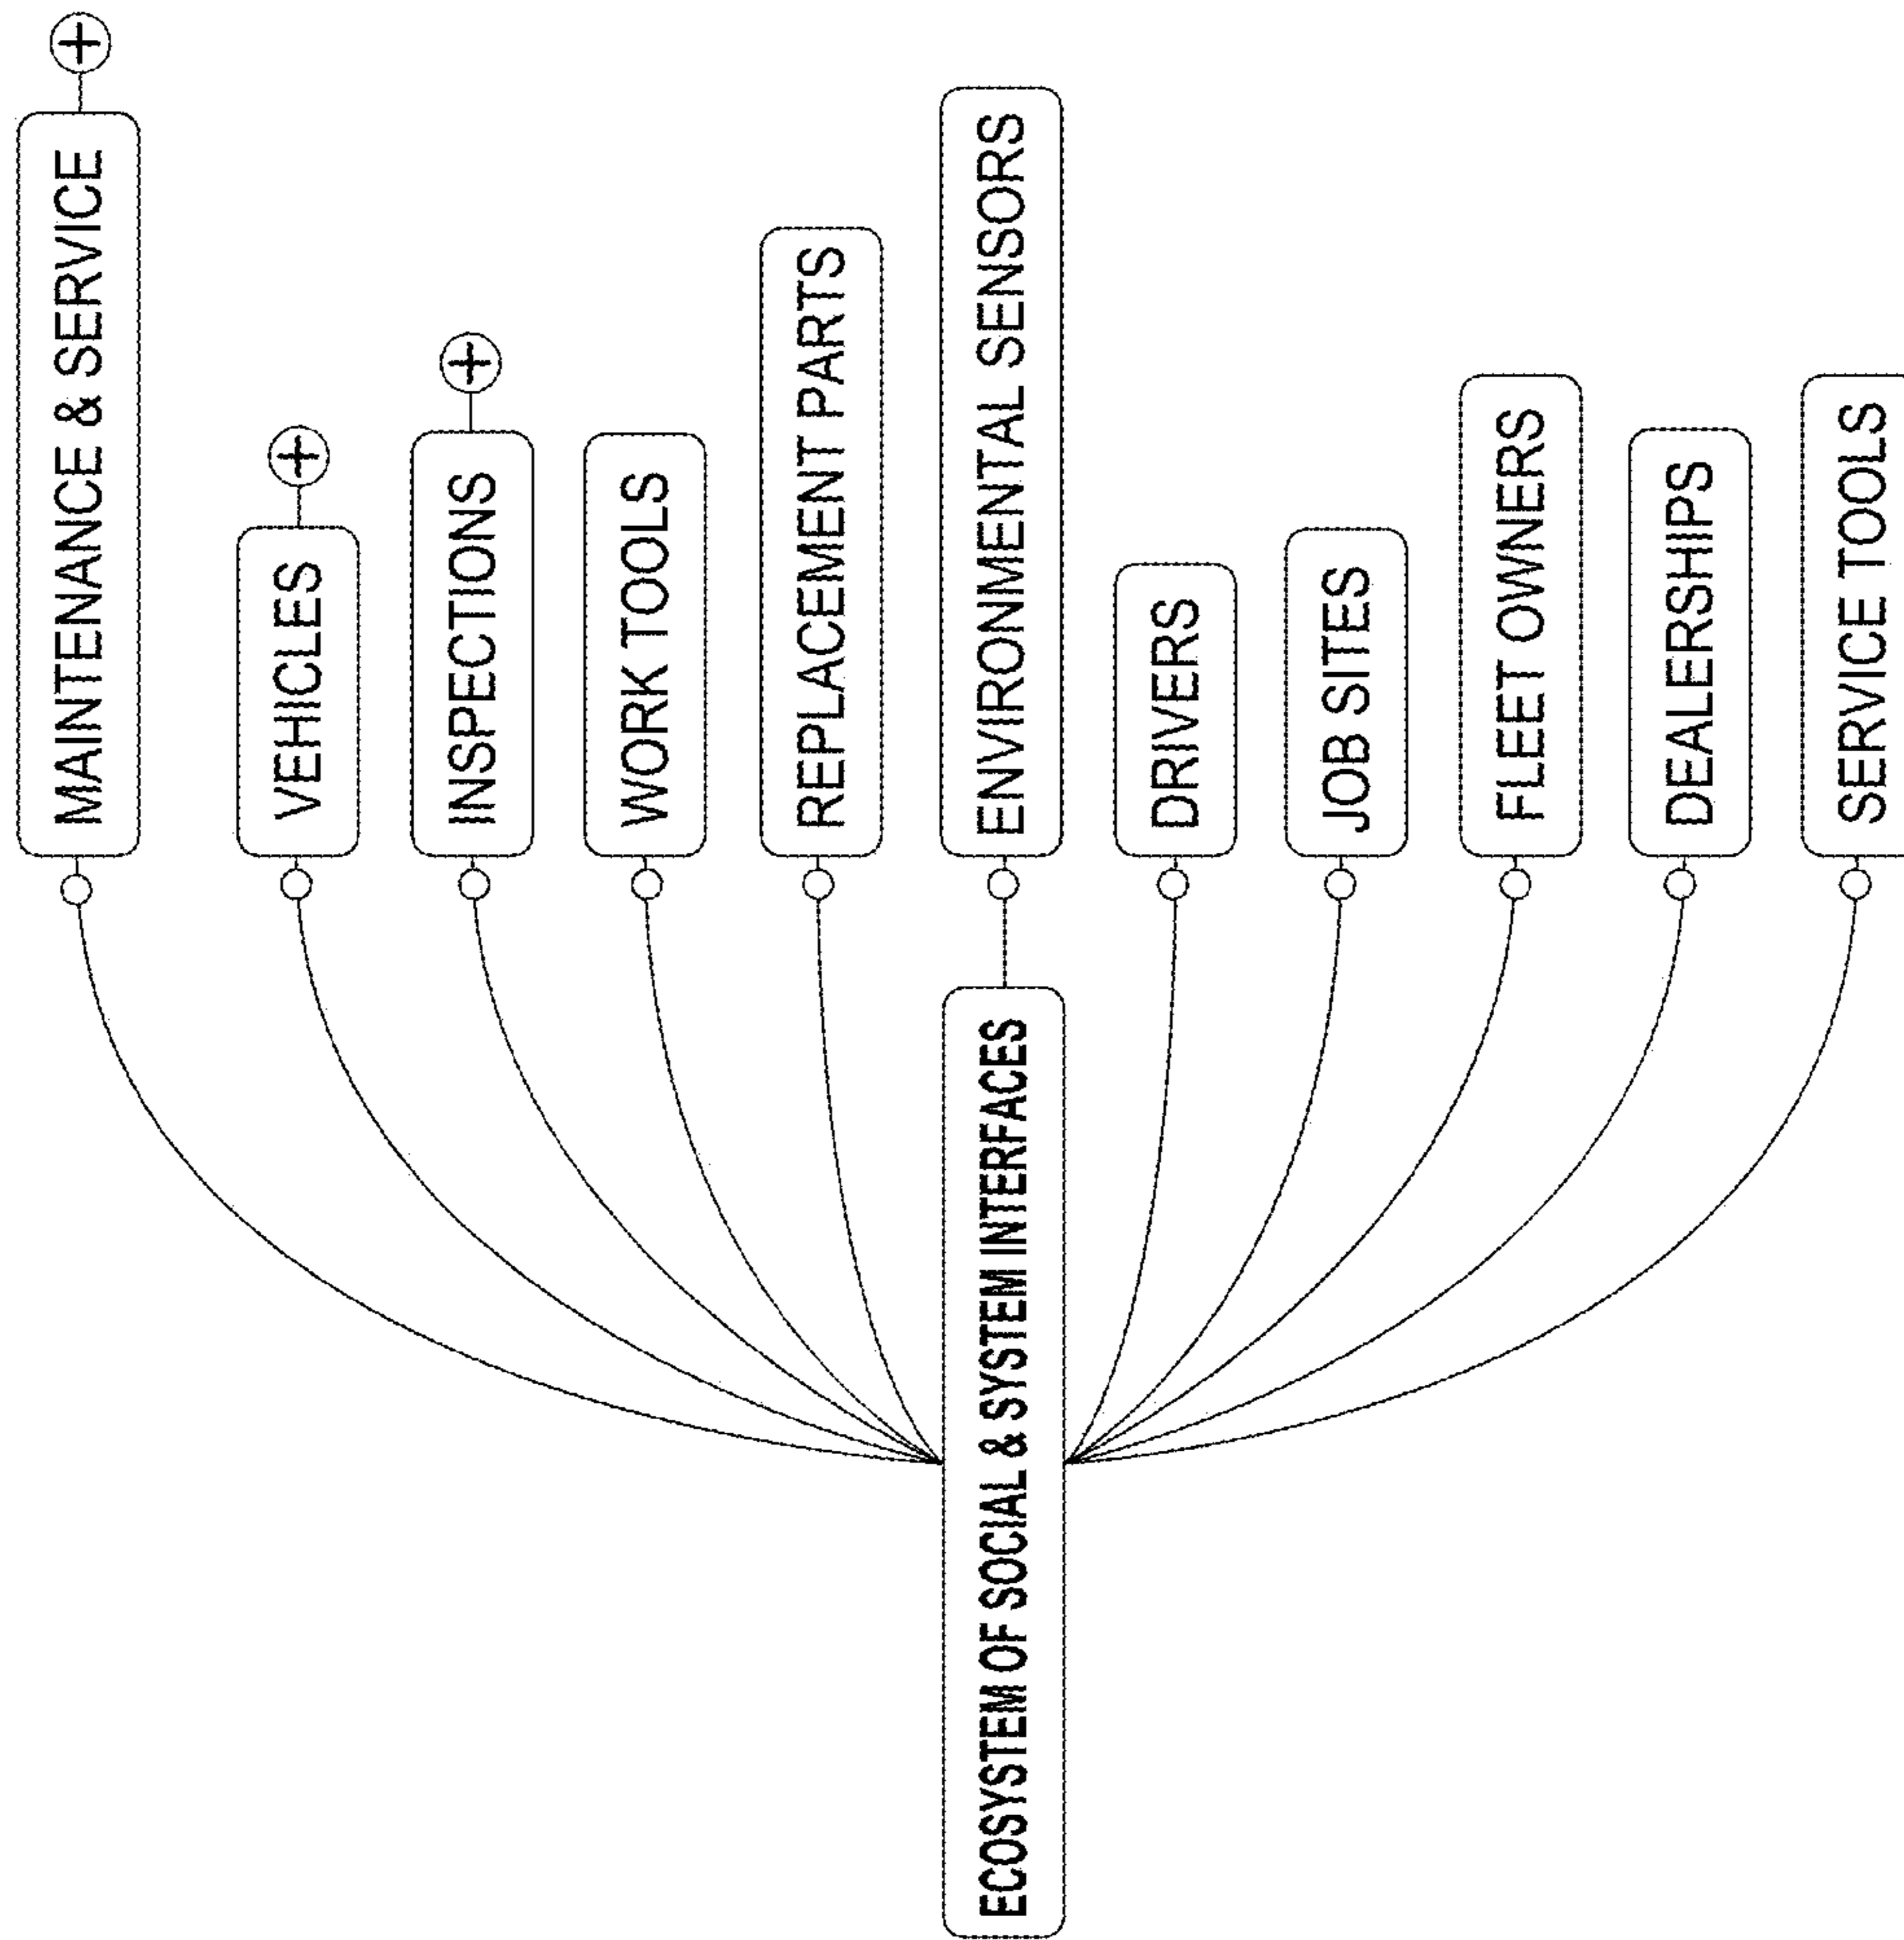 MAINTENANCE & SERVICE
VEHICLES
INSPECTIONS
WORK TOOLS
REPLACEMENT PARTS
ECOSYSTEM OF SOCIAL & SYSTEM INTERFACES
ENVIRONMENTAL SENSORS
DRIVERS
JOB SITES
FLEET OWNERS
DEALERSHIPS
SERVICE TOOLS